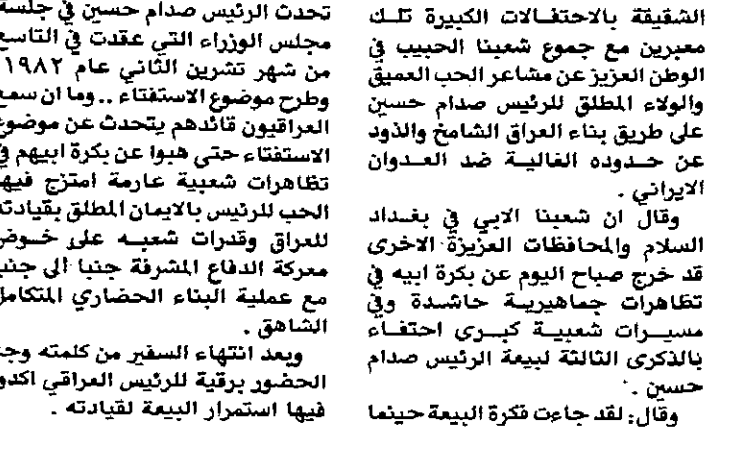 الشقيقة بالاحتفالات الكبيرة تلك
معبرين مع جموع شعبنا الحبيب في
الوطن العزيز عن مشاعر الحب العميق
والولاء المطلق للرئيس صدام حسين
على طريق بناء العراق الشامخ والذود
عن حدوده الغالية ضد العدوان
الايراني .
وقال ان شعبنا الابي في بغداد
السلام والمحافظات العزيزة الاخرى
قد خرج صباح اليوم عن بكرة ابيه في
تظاهرات جماهيرية حاشدة وفي
مسيرات شعبية كبرى احتفاء
بالذكرى الثالثة لبيعة الرئيس صدام
حسين .
وقال: لقد جاءت فكرة البيعة حينما
تحدث الرئيس صدام حسين في جلسة
مجلس الوزراء التي عقدت في التاسع
من شهر تشرين الثاني عام ١٩٨٢
وطرح موضوع الاستفتاء .. وما ان سمع
العراقيون قائدهم يتحدث عن موضوع
الاستفتاء حتى هبوا عن بكرة ابيهم في
تظاهرات شعبية عارمة امتزج فيها
الحب للرئيس بالايمان المطلق بقيادته
للعراق وقدرات شعبه على خوض
معركة الدفاع المشرفة جنبا الى جنب
مع عملية البناء الحضاري المتكامل
الشاهق .
وبعد انتهاء السفير من كلمته وجه
الحضور برقية للرئيس العراقي اكدوا
فيها استمرار البيعة لقيادته .